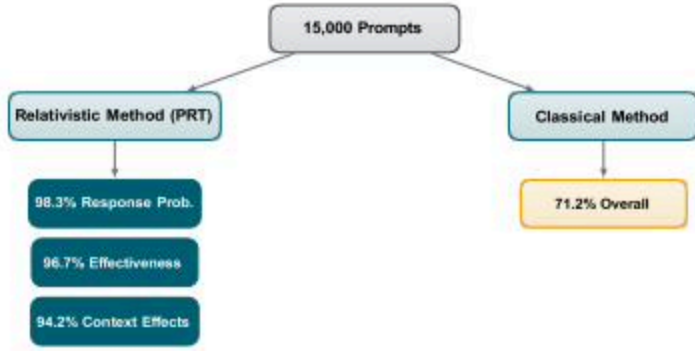 15,000 Prompts
Relativistic Method (PRT)
Classical Method
98.3% Response Prob.
71.2% Overall
96.7% Effectiveness
94.2% Context Effects